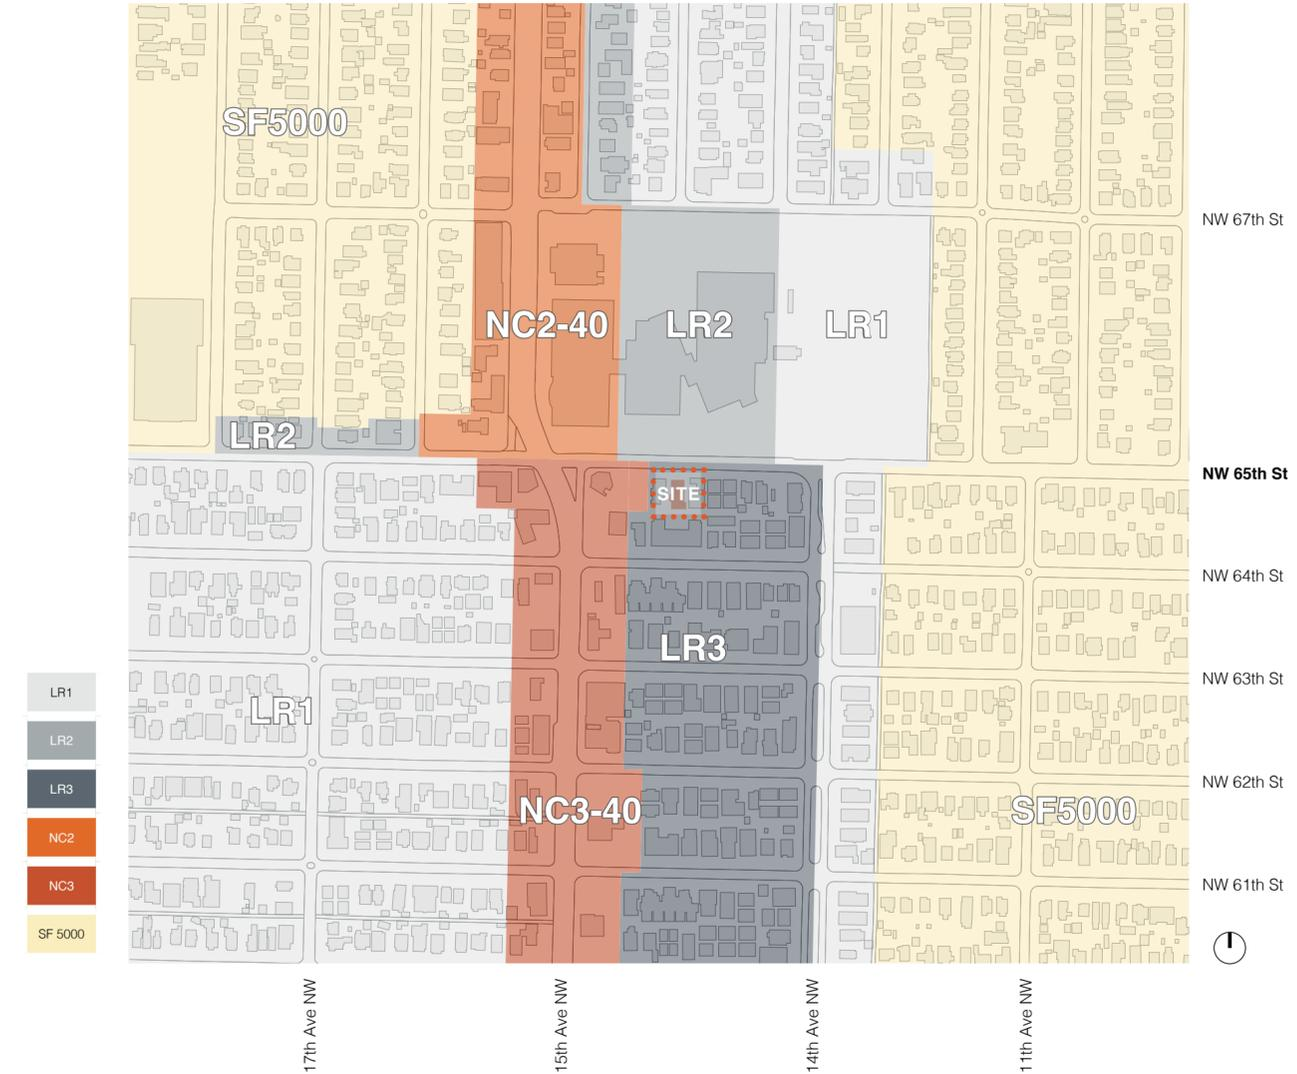 SF5000
NW 67th St
NC2-40
LR2
LR1
LR2
NW 65th St
SITE
NW 64th St
LR3
NW 63th St
LR1
NW 62th St
NC3-40
SF5000
NW 61th St
LR1
LR2
LR3
NC2
NC3
SF 5000
17th Ave NW
15th Ave NW
14th Ave NW
11th Ave NW